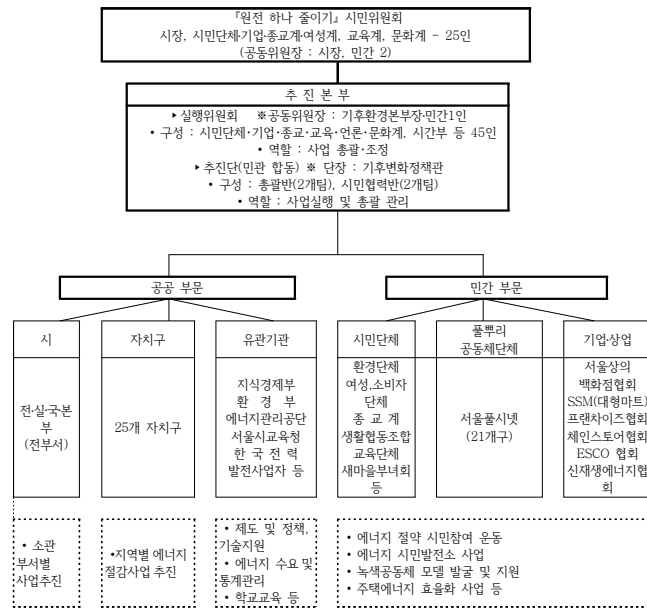 『원전 하나 줄이기』 시민위원회
시장, 시민단체·기업·종교계·여성계, 교육계, 문화계 - 25인
(공동위원장 : 시장, 민간 2)
추 진 본 부
▸실행위원회 ※공동위원장 : 기후환경본부장·민간1인
• 구성 : 시민단체·기업·종교·교육·언론·문화계, 시간부 등 45인
• 역할 : 사업 총괄·조정
▸추진단(민관 합동) ※ 단장 : 기후변화정책관
• 구성 : 총괄반(2개팀), 시민협력반(2개팀)
• 역할 : 사업실행 및 총괄 관리
공공 부문
민간 부문
시
전·실·국본
부
(전부서)
• 소관
부서별
사업추진
자치구
25개 자치구
•지역별 에너지
절감사업 추진
유관기관
지식경제부
환 경 부
에너지관리공단
서울시교육청
한 국 전 력
발전사업자 등
• 제도 및 정책,
기술지원
• 에너지 수요 및
통계관리
• 학교교육 등
시민단체
환경단체
여성,소비자
단체
종 교 계
생활협동조합
교육단체
새마을부녀회
등
풀뿌리
공동체단체
서울풀시넷
(21개구)
기업·상업
서울상의
백화점협회
SSM(대형마트)
프랜차이즈협회
체인스토어협회
ESCO 협회
신재생에너지협
회
• 에너지 절약 시민참여 운동
• 에너지 시민발전소 사업
• 녹색공동체 모델 발굴 및 지원
• 주택에너지 효율화 사업 등